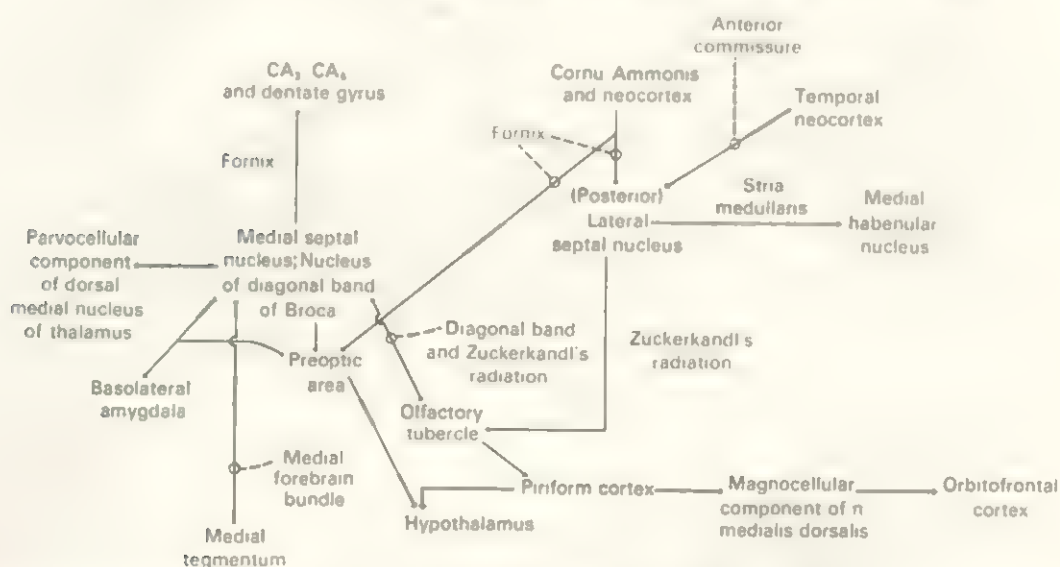 Anterior
commissure
CA3 CA4
and dentate gyrus
Cornu Ammonis
and neocortex
Temporal
neocortex
Fornix
Fornix
(Posterior)
Lateral
septal nucleus
Stria
medullaris
Medial
habenular
nucleus
Parvocellular
component
of dorsal
medial nucleus
of thalamus
Medial septal
nucleus; Nucleus
of diagonal band
of Broca
Diagonal band
and Zuckerkandl's
radiation
Zuckerkandl's
radiation
Preoptic
area
Basolateral
amygdala
Olfactory
tubercle
Medial
forebrain
bundle
Piriform cortex
Magnocellular
component of n
medialis dorsalis
Orbitofrontal
cortex
Hypothalamus
Medial
tegmentum